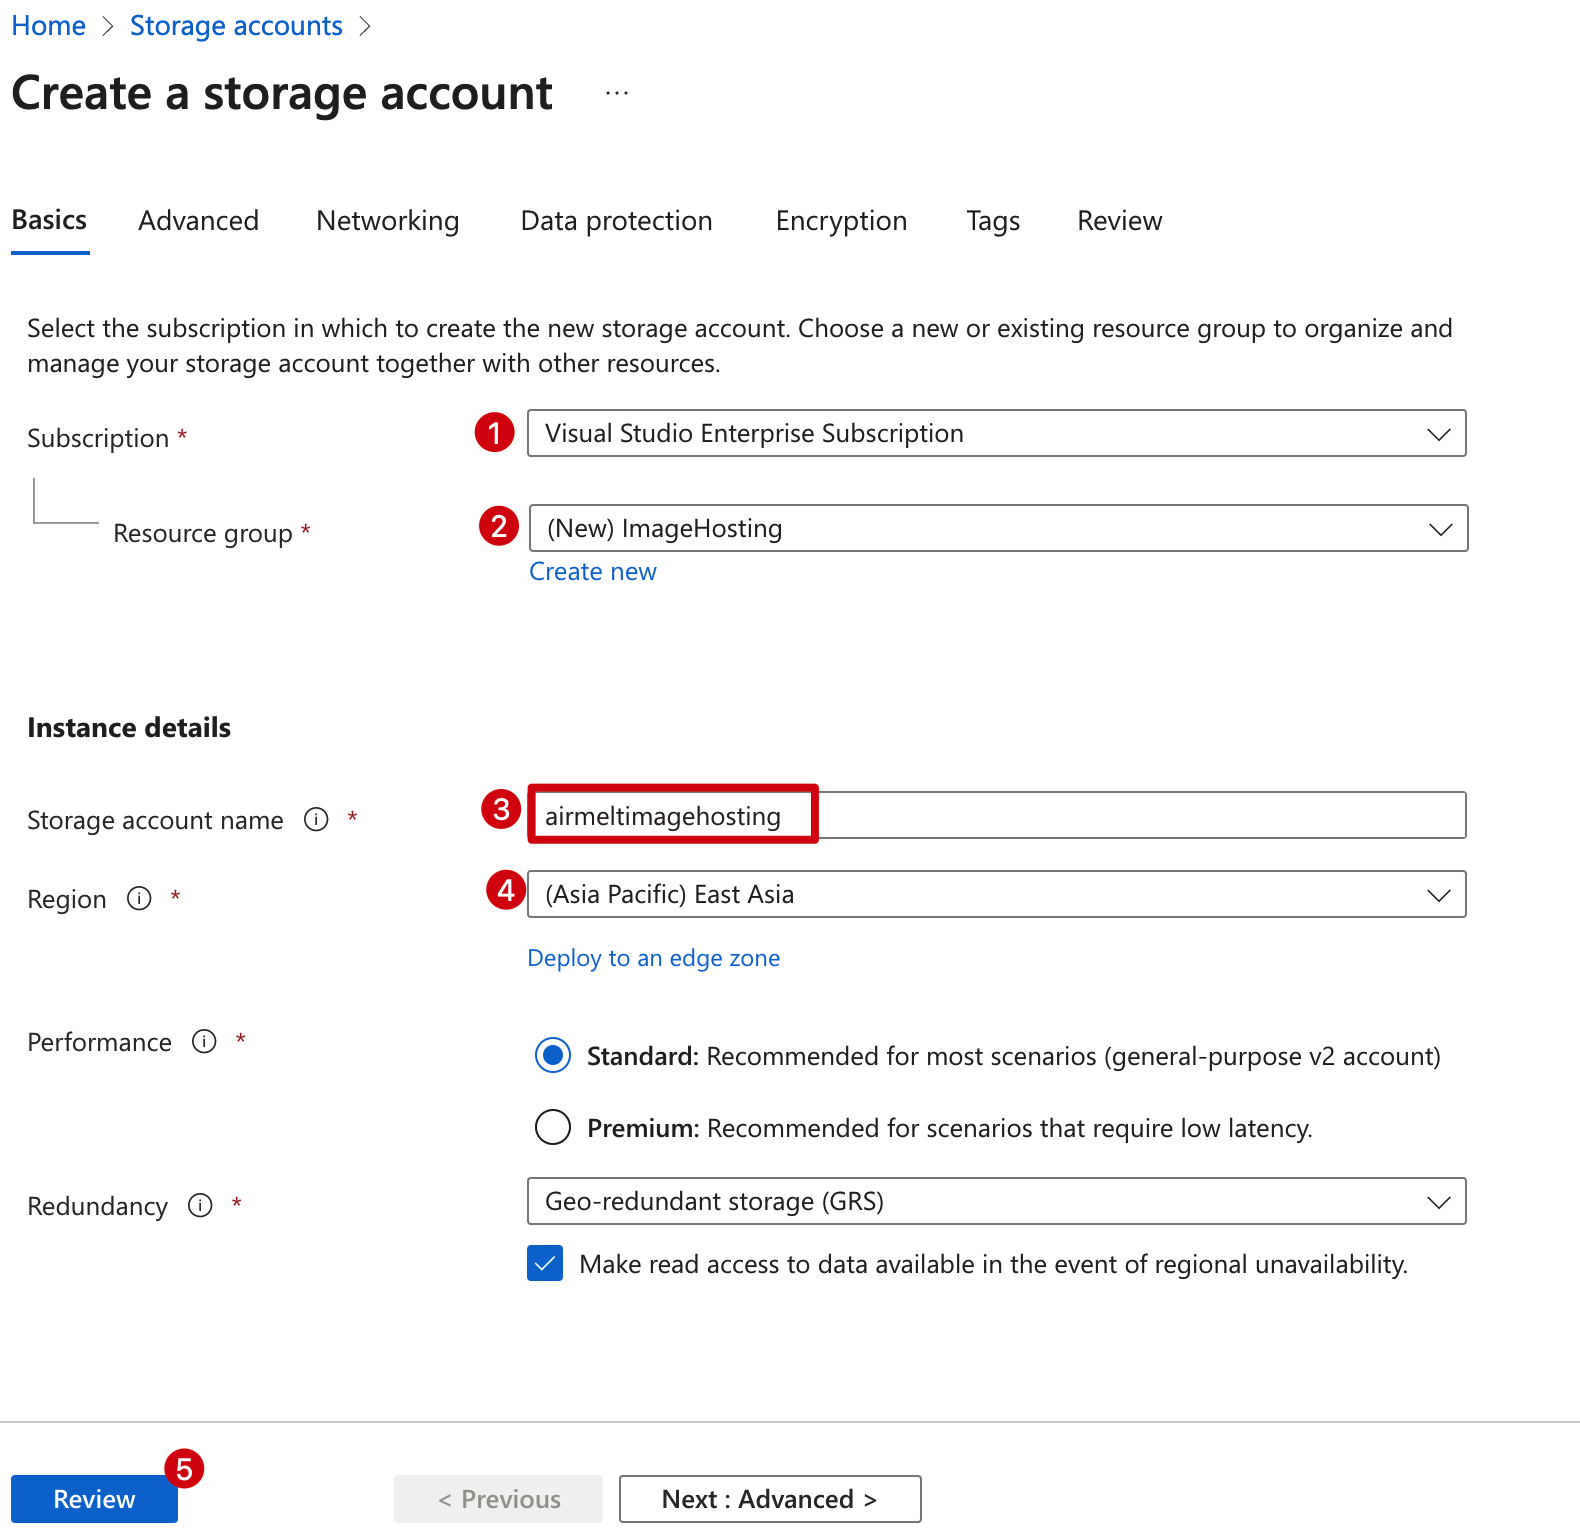 Home > Storage accounts >
Create a storage account ...
Basics Advanced Networking Data protection Encryption Tags Review
Select the subscription in which to create the new storage account. Choose a new or existing resource group to organize and
manage your storage account together with other resources.
Subscription * 1 Visual Studio Enterprise Subscription
Resource group * 2 (New) ImageHosting
Create new
Instance details
Storage account name i * 3 airmeltimagehosting
Region i * 4 (Asia Pacific) East Asia
Deploy to an edge zone
Performance i * Standard: Recommended for most scenarios (general-purpose v2 account)
Premium: Recommended for scenarios that require low latency.
Redundancy i * Geo-redundant storage (GRS)
Make read access to data available in the event of regional unavailability.
5
Review < Previous Next : Advanced >